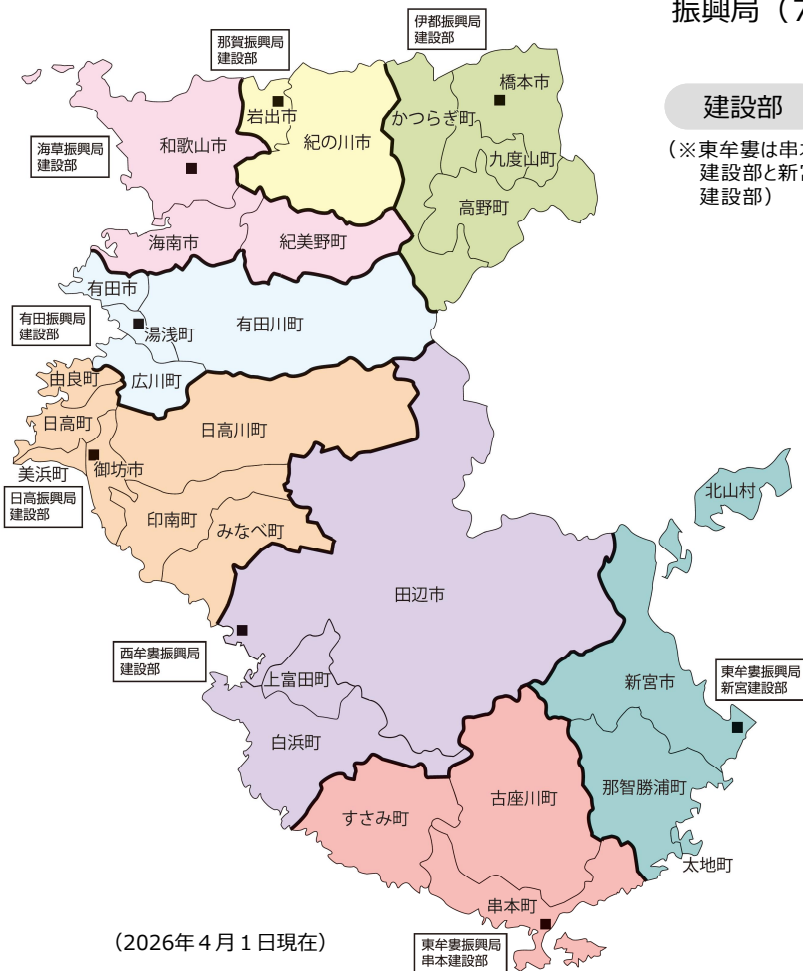 振興局（7
伊都振興局
建設部
那賀振興局
建設部
橋本市
建設部
岩出市
かつらぎ町
紀の川市
海草振興局
建設部
和歌山市
九度山町
（※東牟婁は串本
建設部と新宮
建設部）
高野町
海南市
紀美野町
有田市
有田振興局
建設部
有田川町
湯浅町
由良町
広川町
日高町
日高川町
美浜町
御坊市
日高振興局
建設部
印南町
みなべ町
北山村
田辺市
西牟婁振興局
建設部
上富田町
新宮市
東牟婁振興局
新宮建設部
白浜町
那智勝浦町
古座川町
すさみ町
太地町
串本町
（2026年４月１日現在）
東牟婁振興局
串本建設部